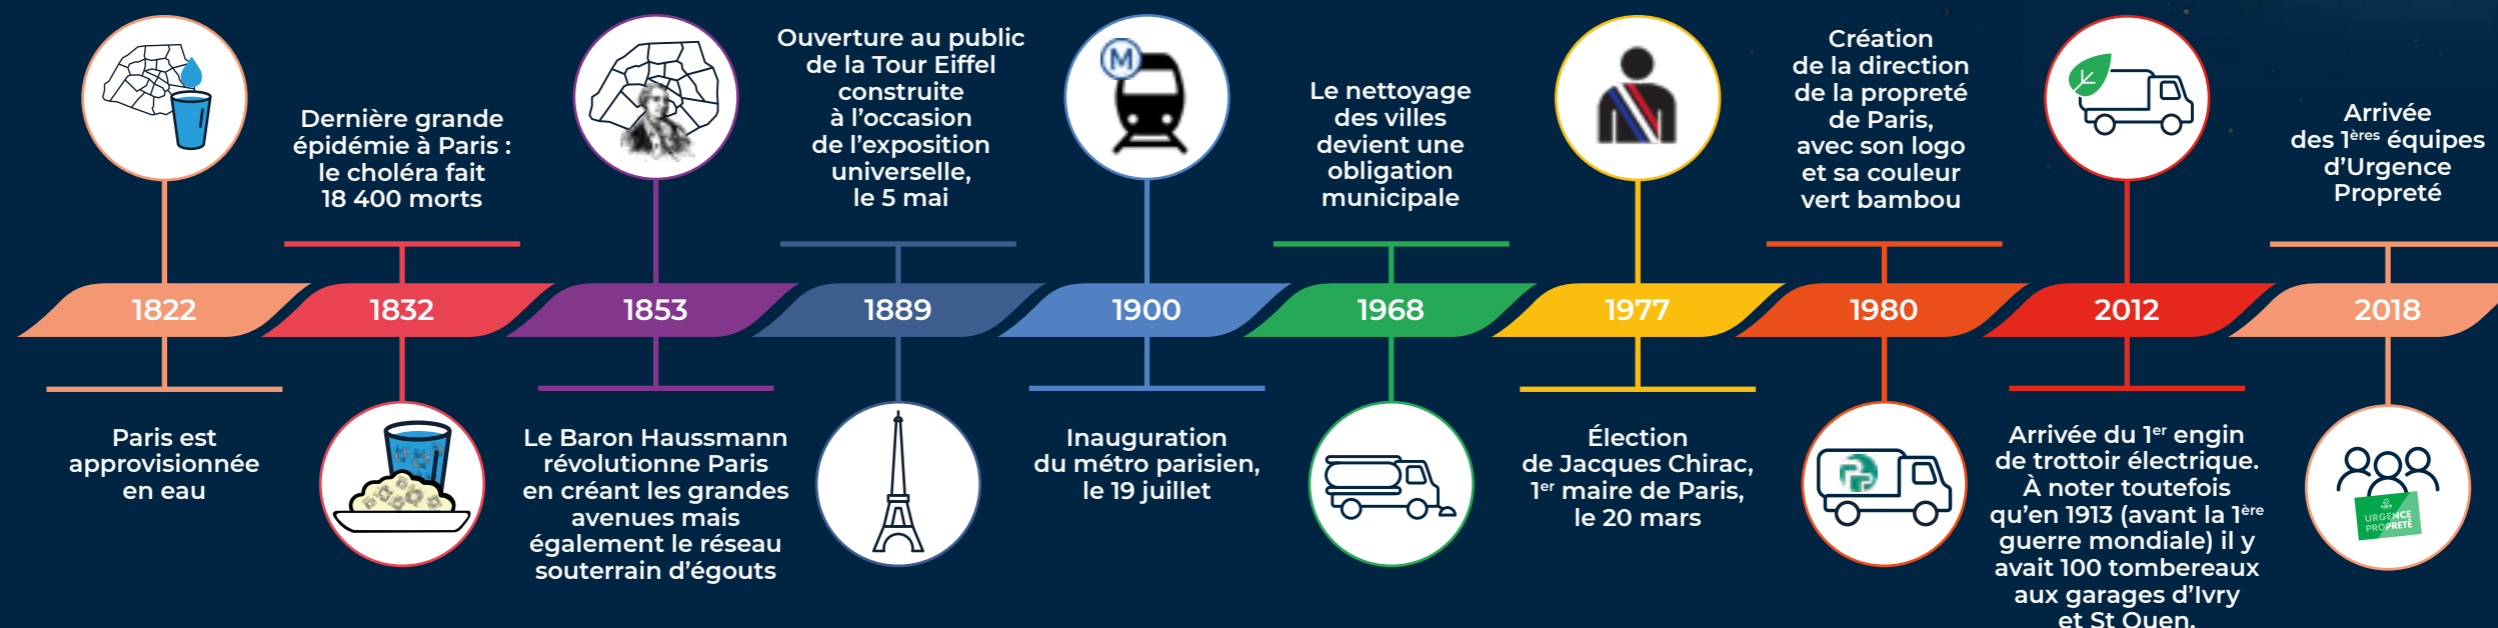 1822
Paris est
approvisionnée
en eau
Dernière grande
épidémie à Paris :
le choléra fait
18 400 morts
1832
1853
Le Baron Haussmann
révolutionne Paris
en créant les grandes
avenues mais
également le réseau
souterrain d’égouts
Ouverture au public
de la Tour Eiffel
construite
à l’occasion
de l’exposition
universelle,
le 5 mai
1889
M
1900
Inauguration
du métro parisien,
le 19 juillet
Le nettoyage
des villes
devient une
obligation
municipale
1968
1977
Élection
de Jacques Chirac,
1er maire de Paris,
le 20 mars
Création
de la direction
de la propreté
de Paris,
avec son logo
et sa couleur
vert bambou
1980
2012
Arrivée du 1er engin
de trottoir électrique.
À noter toutefois
qu’en 1913 (avant la 1ère
guerre mondiale) il y
avait 100 tombereaux
aux garages d’Ivry
et St Ouen.
Arrivée
des 1ères équipes
d’Urgence
Propreté
2018
URGENCE
PROPRETÉ